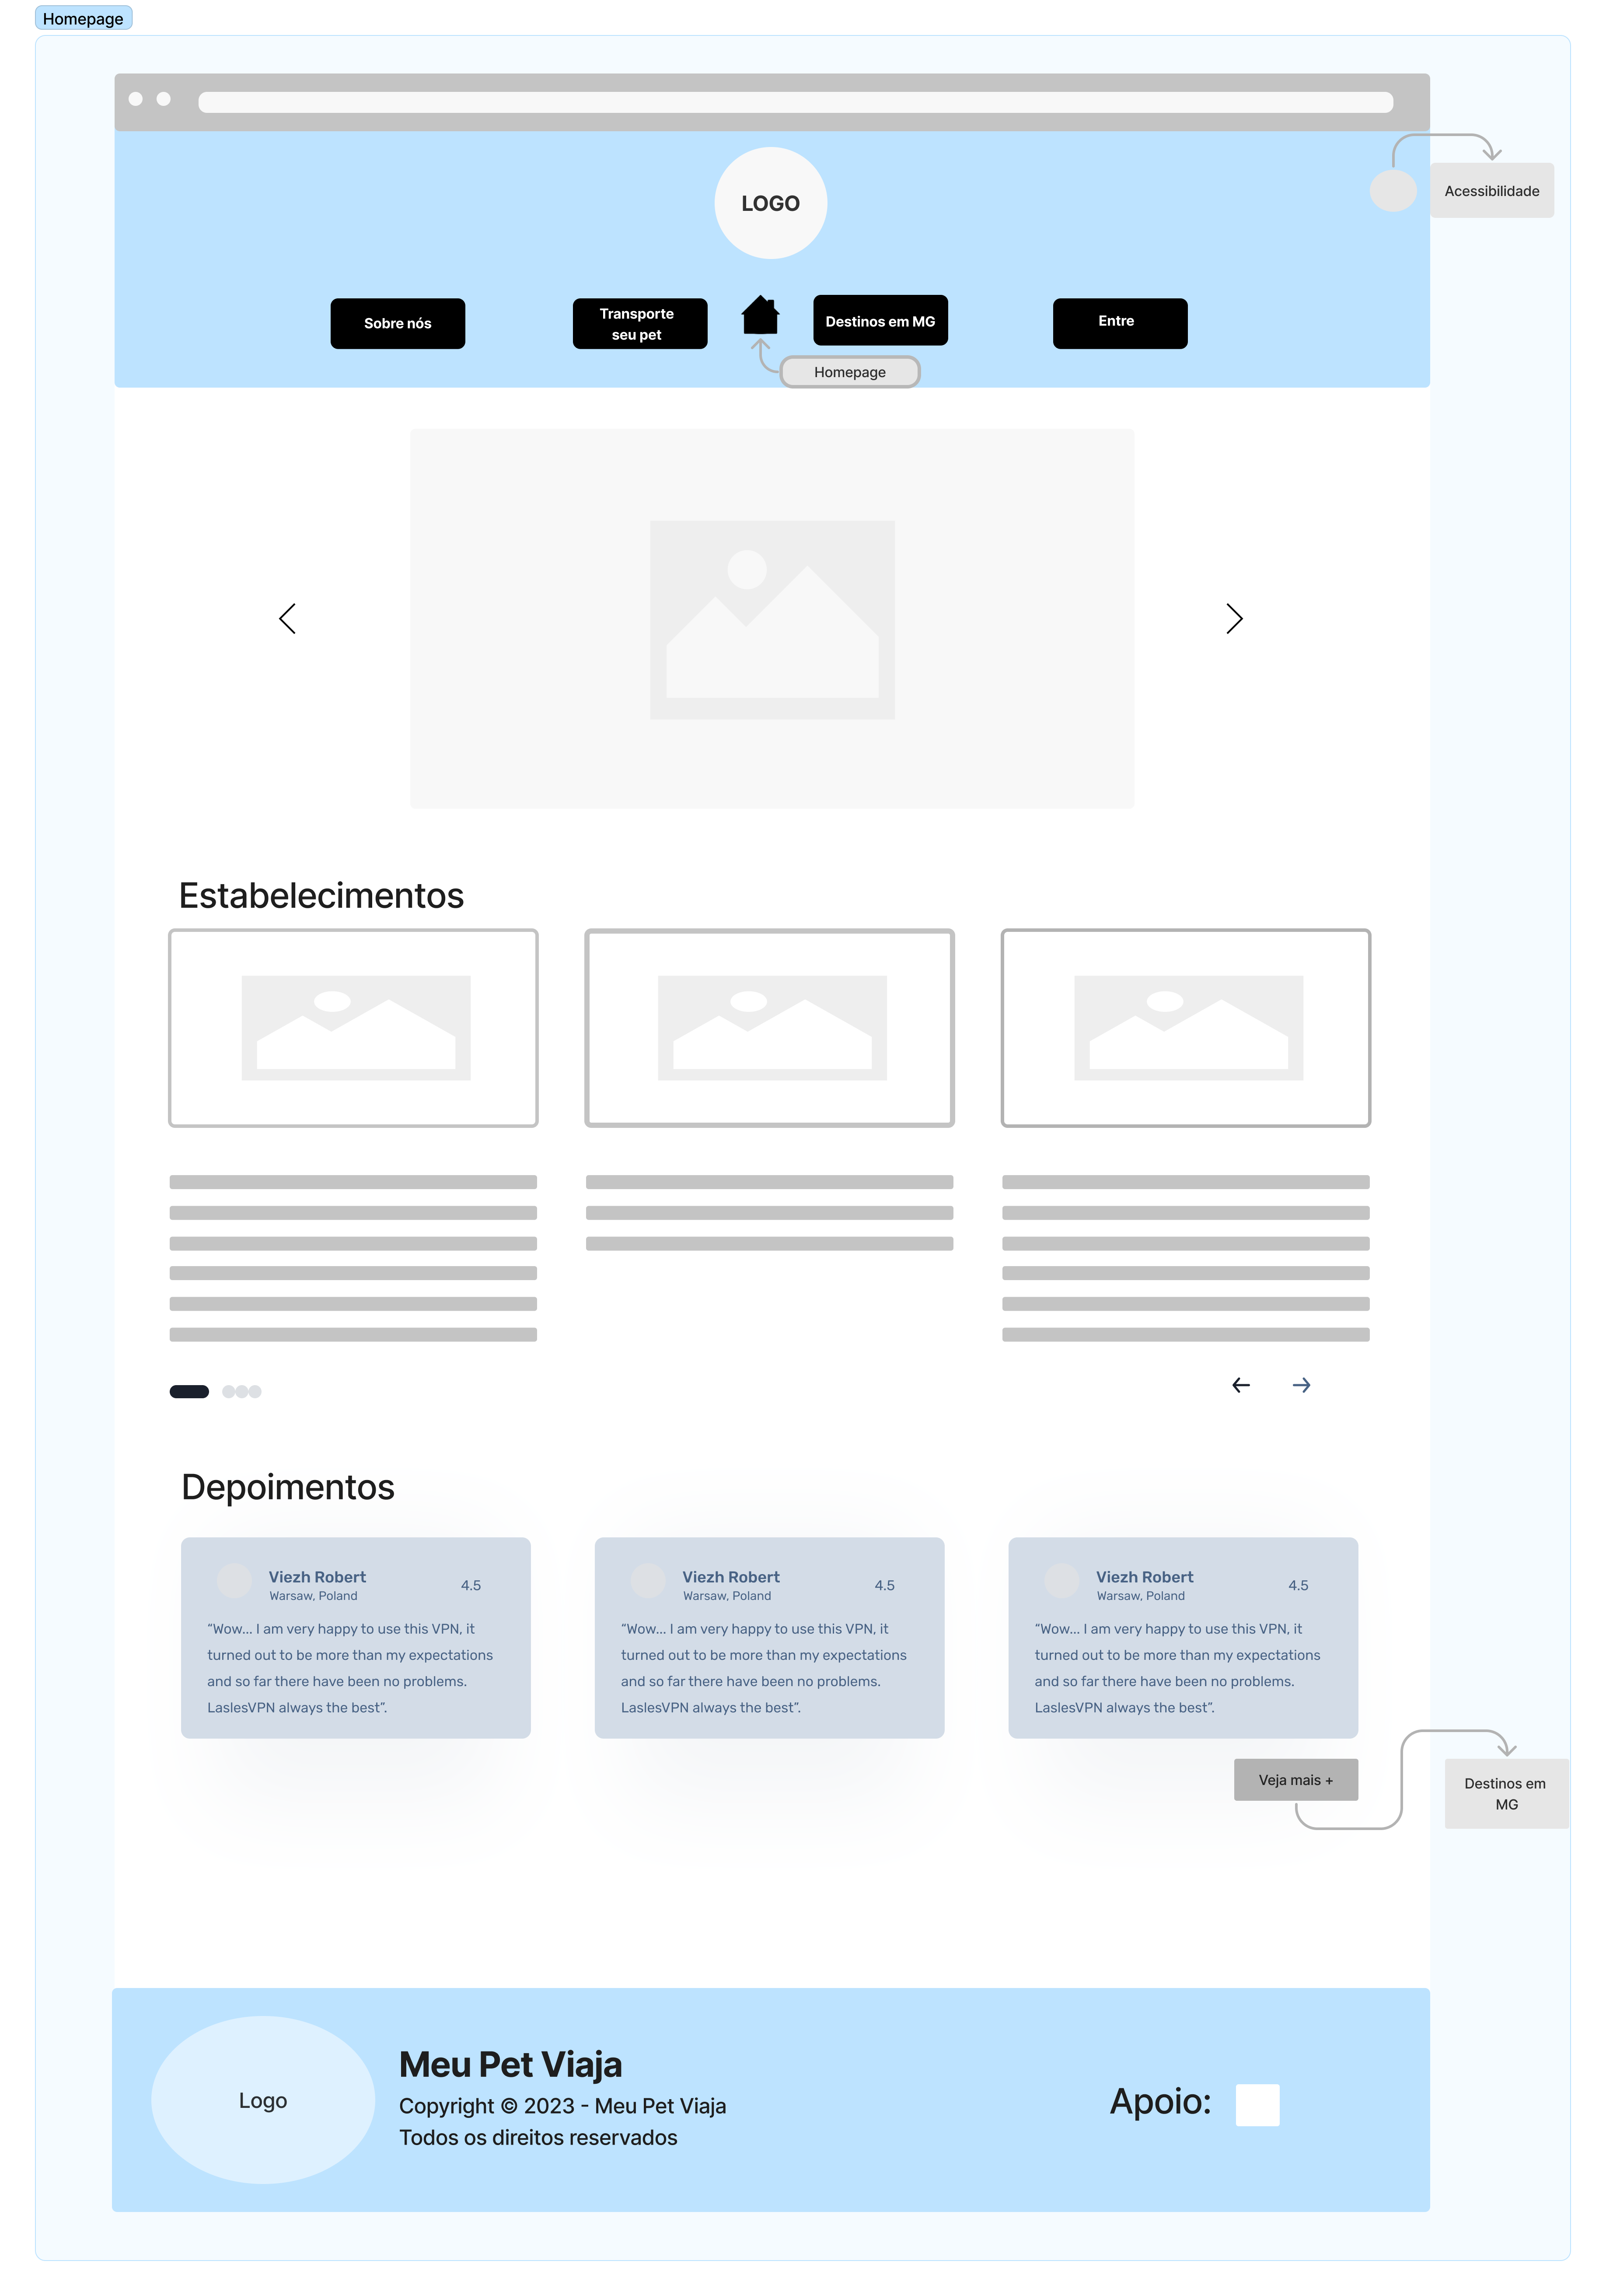 Homepage
LOGO
Acessibilidade
Sobre nós
Transporte
seu pet
Destinos em MG
Entre
Homepage
Estabelecimentos
Depoimentos
Viezh Robert
Warsaw, Poland
4.5
“Wow... I am very happy to use this VPN, it
turned out to be more than my expectations
and so far there have been no problems.
LaslesVPN always the best”.
Viezh Robert
Warsaw, Poland
4.5
“Wow... I am very happy to use this VPN, it
turned out to be more than my expectations
and so far there have been no problems.
LaslesVPN always the best”.
Viezh Robert
Warsaw, Poland
4.5
“Wow... I am very happy to use this VPN, it
turned out to be more than my expectations
and so far there have been no problems.
LaslesVPN always the best”.
Veja mais +
Destinos em
MG
Logo
Meu Pet Viaja
Copyright © 2023 - Meu Pet Viaja
Todos os direitos reservados
Apoio: